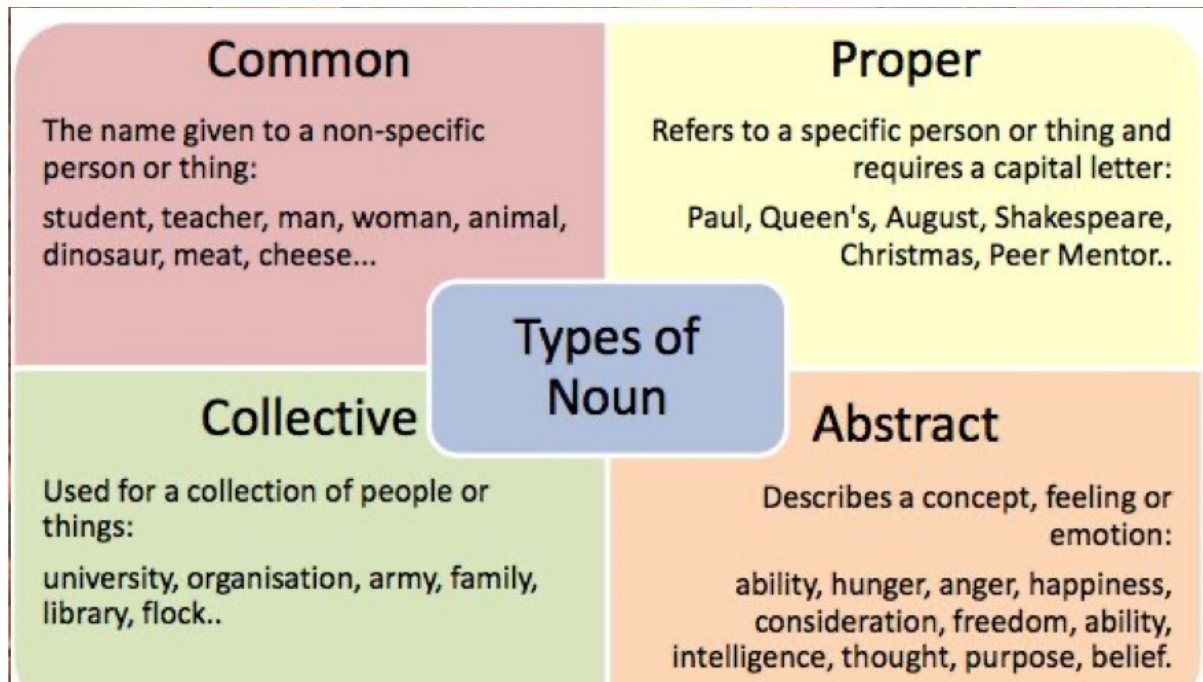 Common
The name given to a non-specific
person or thing:
student, teacher, man, woman, animal,
dinosaur, meat, cheese...
Proper
Refers to a specific person or thing and
requires a capital letter:
Paul, Queen's, August, Shakespeare,
Christmas, Peer Mentor..
Types of
Noun
Collective
Used for a collection of people or
things:
university, organisation, army, family,
library, flock..
Abstract
Describes a concept, feeling or
emotion:
ability, hunger, anger, happiness,
consideration, freedom, ability,
intelligence, thought, purpose, belief.